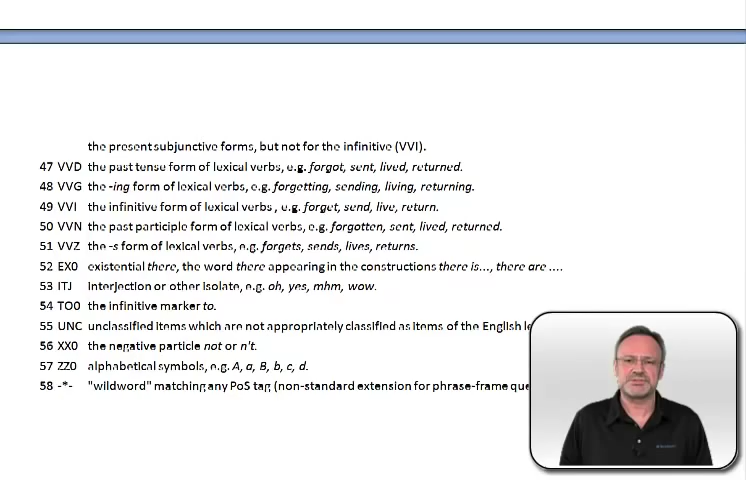 the present subjunctive forms, but not for the infinitive (VVI).
47 VVD the past tense form of lexical verbs, e.g. forgot, sent, lived, returned.
48 VVG the -ing form of lexical verbs, e.g. forgetting, sending, living, returning.
49 VVI the infinitive form of lexical verbs , e.g. forget, send, live, return.
50 VVN the past participle form of lexical verbs, e.g. forgotten, sent, lived, returned.
51 VVZ the -s form of lexical verbs, e.g. forgets, sends, lives, returns.
52 EX0 existential there, the word there appearing in the constructions there is..., there are ....
53 ITJ Interjection or other isolate, e.g. oh, yes, mhm, wow.
54 TO0 the infinitive marker to.
55 UNC unclassified items which are not appropriately classified as items of the English
56 XX0 the negative particle not or n't.
57 ZZ0 alphabetical symbols, e.g. A, a, B, b, c, d.
58 -*- "wildword" matching any PoS tag (non-standard extension for phrase-frame